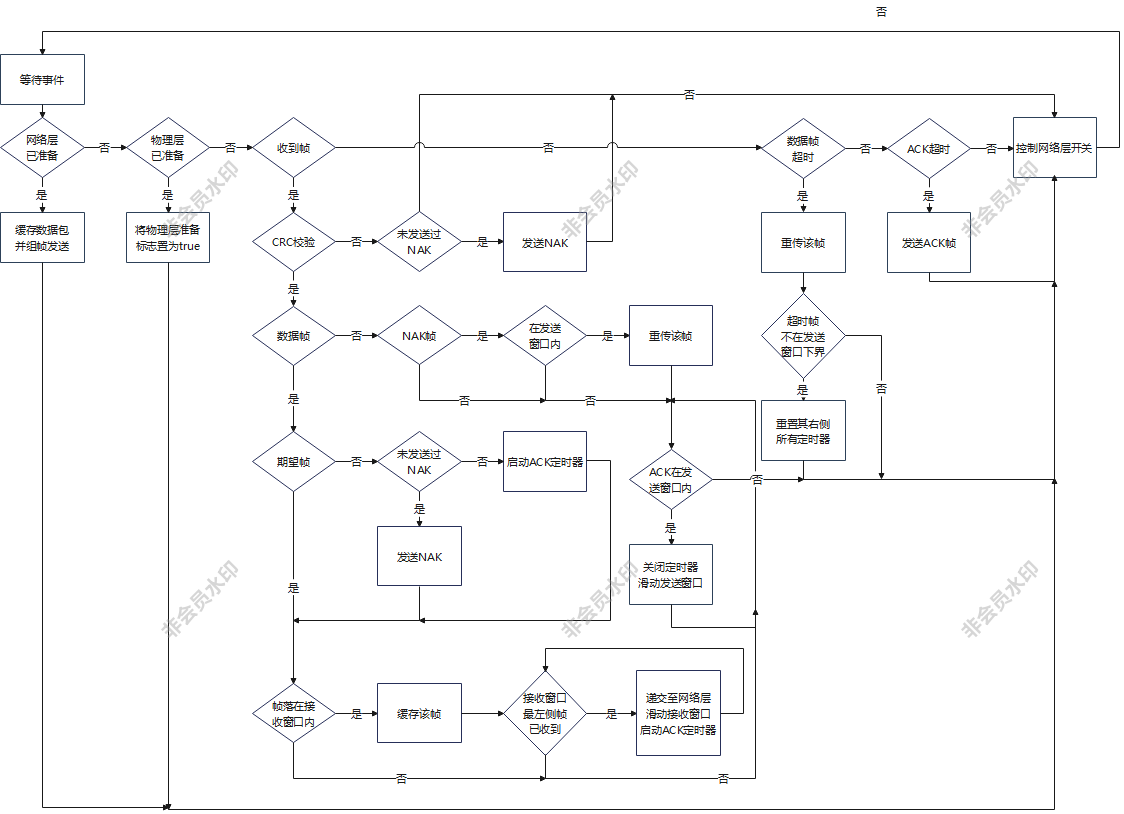 否
等待事件
否
网络层
已准备
否
物理层
已准备
否
收到帧
否
数据帧
超时
否
ACK超时
否
控制网络层开关
是
是
是
是
是
缓存数据包
并组帧发送
将物理层准备
标志置为true
CRC校验
否
未发送过
NAK
是
发送NAK
重传该帧
发送ACK帧
是
数据帧
否
NAK帧
是
在发送
窗口内
是
重传该帧
超时帧
不在发送
窗口下界
否
是
否
否
是
重置其右侧
所有定时器
期望帧
否
未发送过
NAK
否
启动ACK定时器
ACK在发
送窗口内
否
是
是
发送NAK
关闭定时器
滑动发送窗口
是
帧落在接
收窗口内
是
缓存该帧
接收窗口
最左侧帧
已收到
是
递交至网络层
滑动接收窗口
启动ACK定时器
否
否
非会员水印
非会员水印
非会员水印
非会员水印
非会员水印
非会员水印